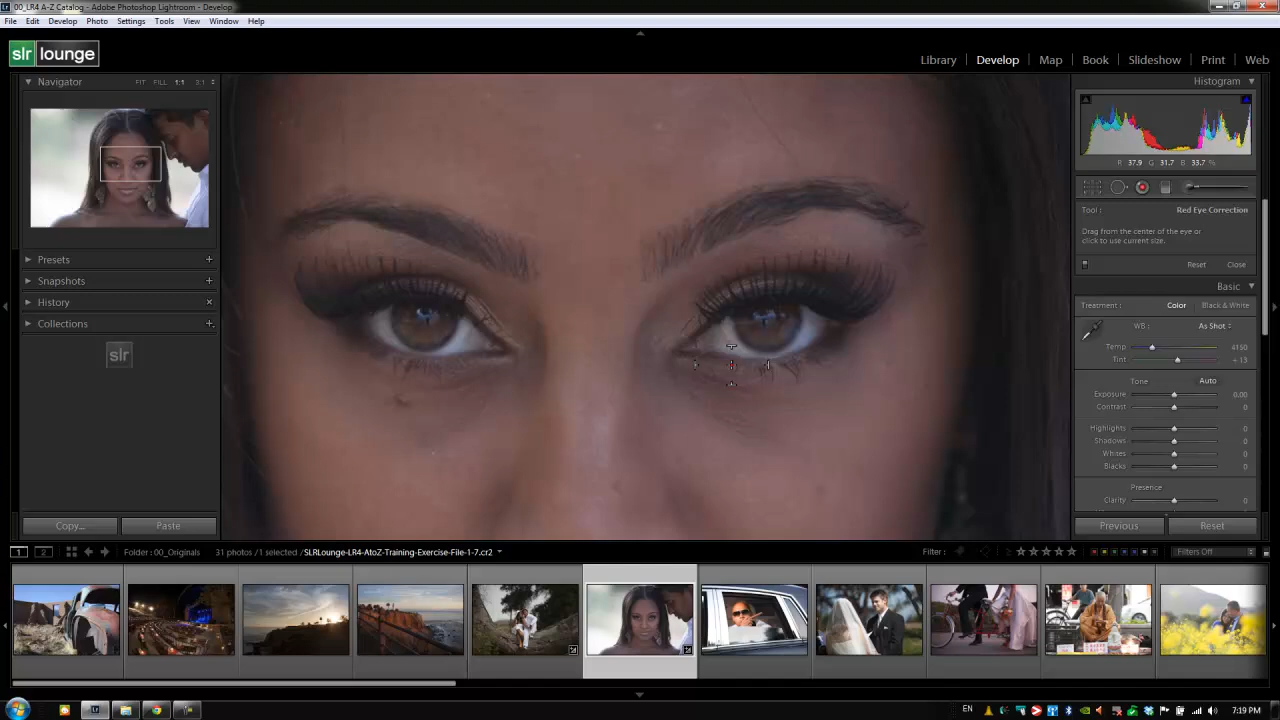 00_LR4 A-Z Catalog - Adobe Photoshop Lightroom - Develop
File Edit Develop Photo Settings Tools View Window Help
slr lounge
Library Develop Map Book Slideshow Print Web
Navigator FIT FILL 1:1
Histogram
R 37.9 G 31.7 B 33.7 %
Tool : Red Eye Correction
Drag from the center of the eye or
click to use current size.
Reset Close
Presets
Snapshots
History
Collections
slr
Basic
Treatment : Color Black & White
WB : As Shot
Temp 4150
Tint + 13
Tone Auto
Exposure 0.00
Contrast 0
Highlights 0
Shadows 0
Whites 0
Blacks 0
Presence
Clarity 0
Copy... Paste
Previous Reset
1 2 Folder : 00_Originals 31 photos /1 selected /SLRLounge-LR4-AtoZ-Training-Exercise-File-1-7.cr2
Filter : Filters Off
EN 7:19 PM